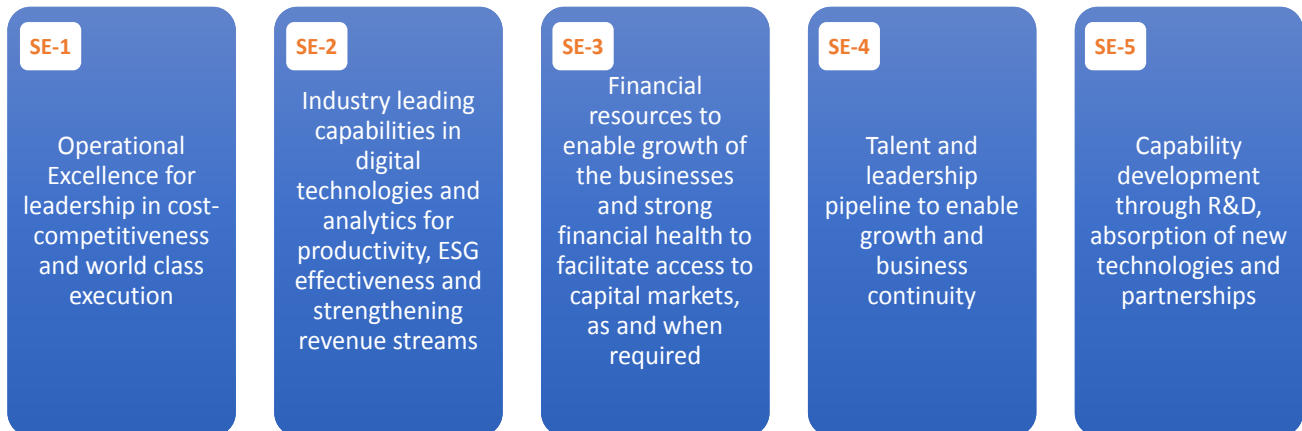 SE-1
Operational
Excellence for
leadership in cost-
competitiveness
and world class
execution
SE-2
Industry leading
capabilities in
digital
technologies and
analytics for
productivity, ESG
effectiveness and
strengthening
revenue streams
SE-3
Financial
resources to
enable growth of
the businesses
and strong
financial health to
facilitate access to
capital markets,
as and when
required
SE-4
Talent and
leadership
pipeline to enable
growth and
business
continuity
SE-5
Capability
development
through R&D,
absorption of new
technologies and
partnerships